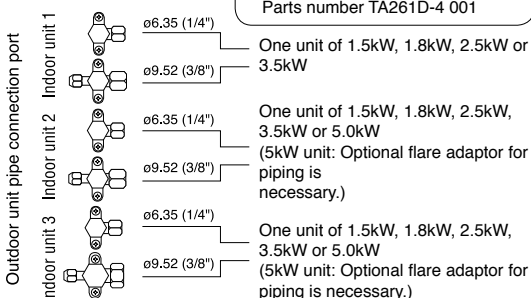 Parts number TA261D-4 001
Outdoor unit pipe connection port
Indoor unit 1
ø6.35 (1/4")
ø9.52 (3/8")
One unit of 1.5kW, 1.8kW, 2.5kW or
3.5kW
Indoor unit 2
ø6.35 (1/4")
ø9.52 (3/8")
One unit of 1.5kW, 1.8kW, 2.5kW,
3.5kW or 5.0kW
(5kW unit: Optional flare adaptor for
piping is
necessary.)
ndoor unit 3
ø6.35 (1/4")
ø9.52 (3/8")
One unit of 1.5kW, 1.8kW, 2.5kW,
3.5kW or 5.0kW
(5kW unit: Optional flare adaptor for
piping is necessary.)